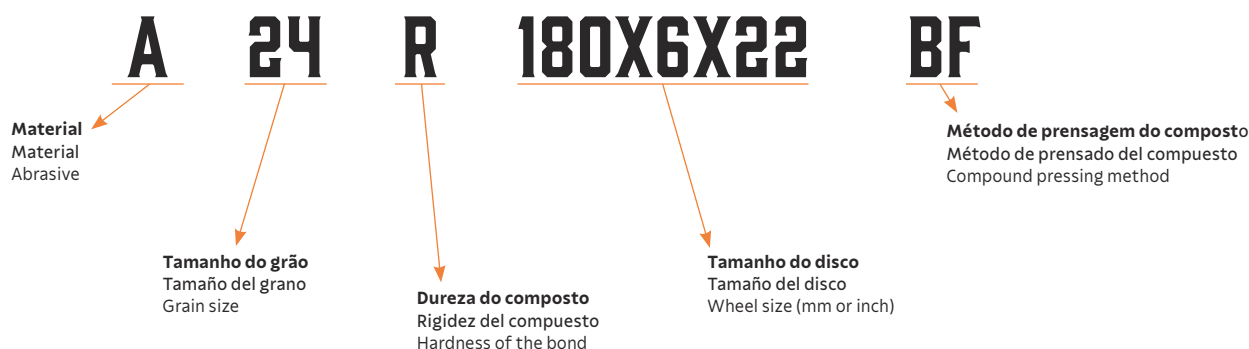 A 24 R 180X6X22 BF
Material
Material
Abrasive
Tamanho do grão
Tamaño del grano
Grain size
Dureza do composto
Rigidez del compuesto
Hardness of the bond
Tamanho do disco
Tamaño del disco
Wheel size (mm or inch)
Método de prensagem do composto
Método de prensado del compuesto
Compound pressing method